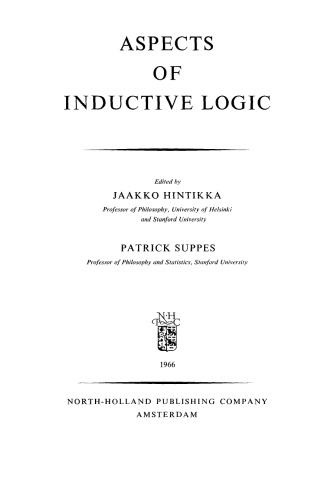 ASPECTS
OF
INDUCTIVE LOGIC
Edited by
JAAKKO HINTIKKA
Professor of Philosophy, University of Helsinki
and Stanford University
PATRICK SUPPES
Professor of Philosophy and Statistics, Stanford University
N·H
1966
NORTH-HOLLAND PUBLISHING COMPANY
AMSTERDAM